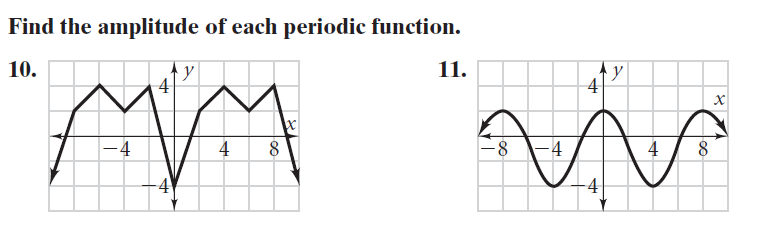 Find the amplitude of each periodic function.
10.
y
4
x
−4 4 8
−4
11.
y
4
x
−8 −4 4 8
−4